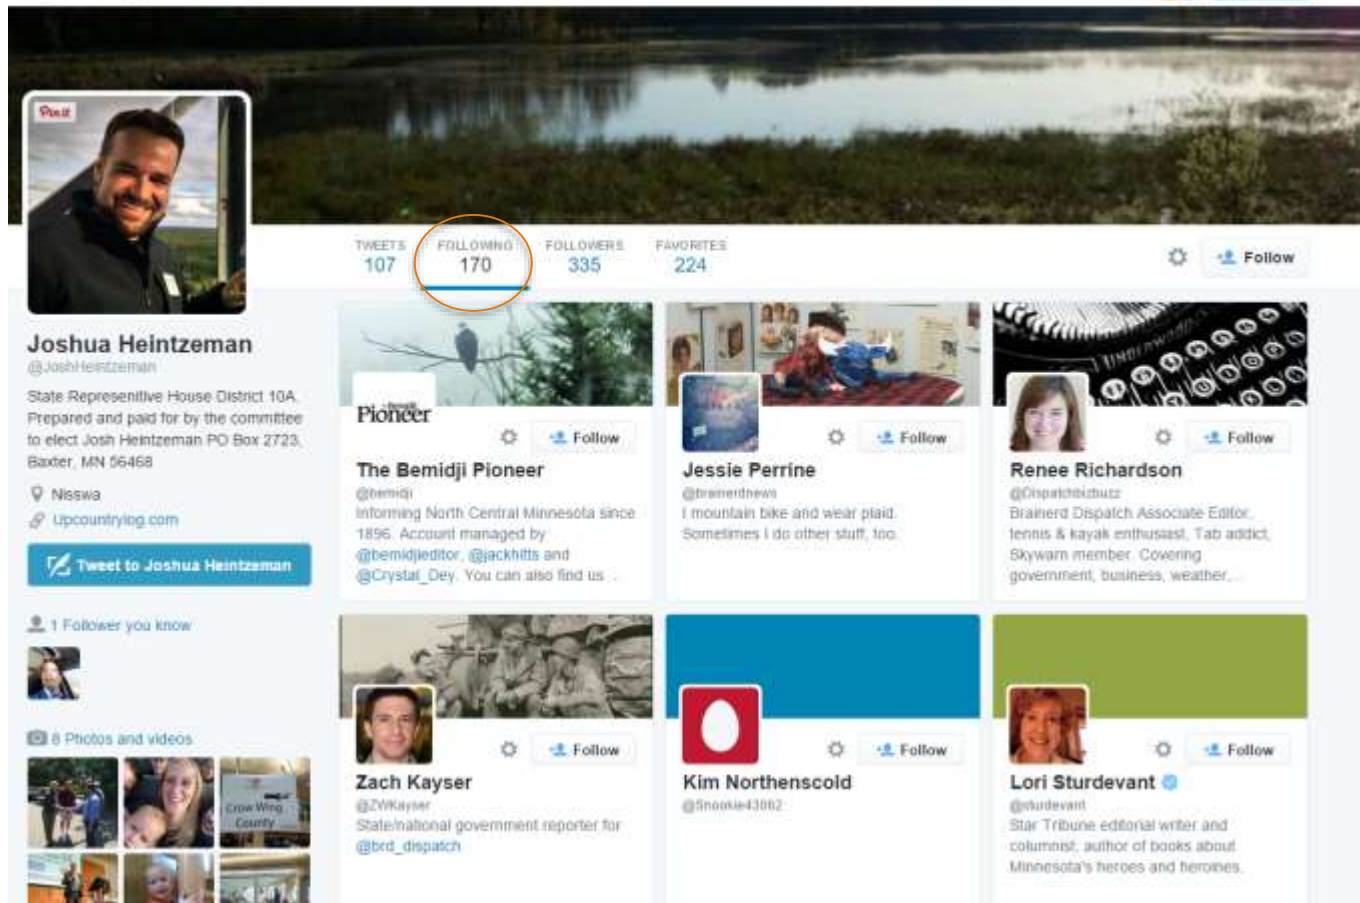 Pin it
TWEETS FOLLOWING FOLLOWERS FAVORITES
107 170 335 224
Follow
Joshua Heintzeman
@JoshHeintzeman
State Represenitive House District 10A.
Prepared and paid for by the committee
to elect Josh Heintzeman PO Box 2723,
Baxter, MN 56468
Nisswa
Upcountrylog.com
Tweet to Joshua Heintzeman
1 Follower you know
8 Photos and videos
Crow Wing
County
Pioneer
Follow
The Bemidji Pioneer
@bemidji
Informing North Central Minnesota since
1896. Account managed by
@bemidjieditor, @jackhitts and
@Crystal_Dey. You can also find us ...
Follow
Jessie Perrine
@brainerdnews
I mountain bike and wear plaid.
Sometimes I do other stuff, too.
UNDERWOOD
Follow
Renee Richardson
@Dispatchbizbuzz
Brainerd Dispatch Associate Editor,
tennis & kayak enthusiast, Tab addict,
Skywarn member. Covering
government, business, weather,...
Follow
Zach Kayser
@ZWKayser
State/national government reporter for
@brd_dispatch
Follow
Kim Northenscold
@Snookie43062
Follow
Lori Sturdevant
@sturdevant
Star Tribune editorial writer and
columnist, author of books about
Minnesota's heroes and heroines.